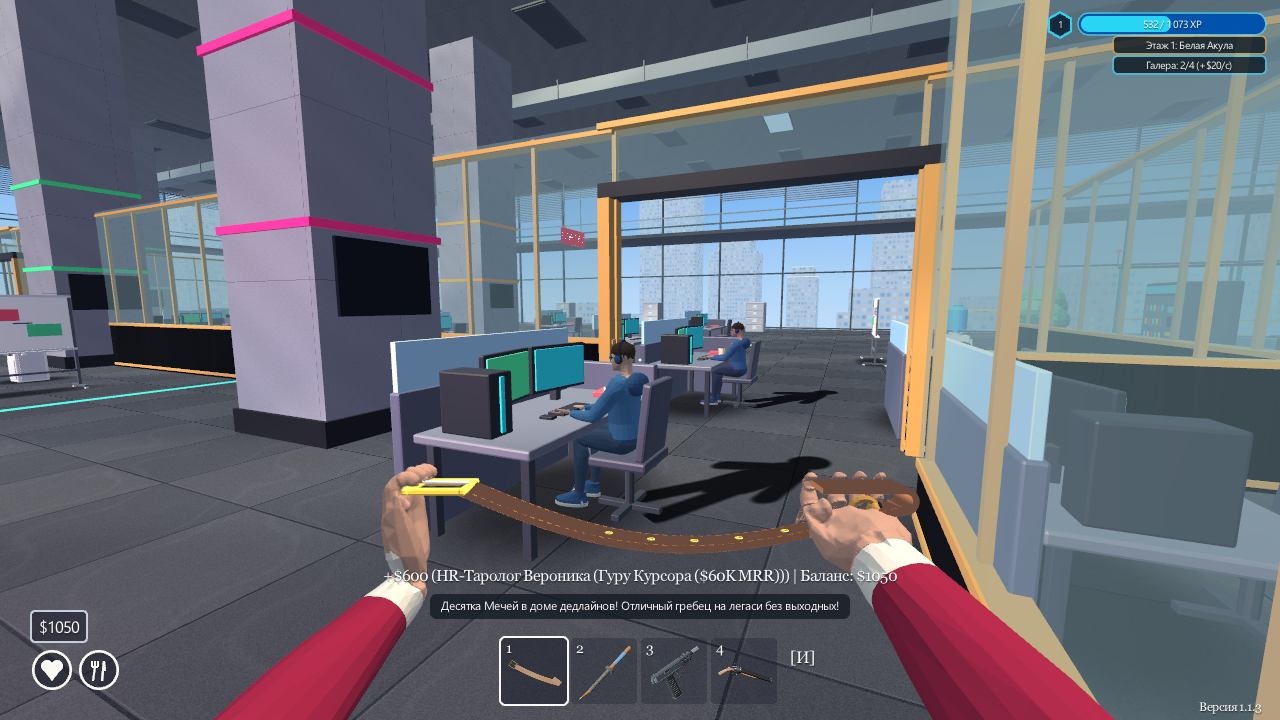 1
532 / 1 073 XP
Этаж 1: Белая Акула
Галера: 2/4 (+$20/с)
+$600 (HR-Таролог Вероника (Гуру Курсора ($60K MRR))) | Баланс: $1050
Десятка Мечей в доме дедлайнов! Отличный гребец на легаси без выходных!
$1050
1
2
3
4
[И]
Версия 1.1.3